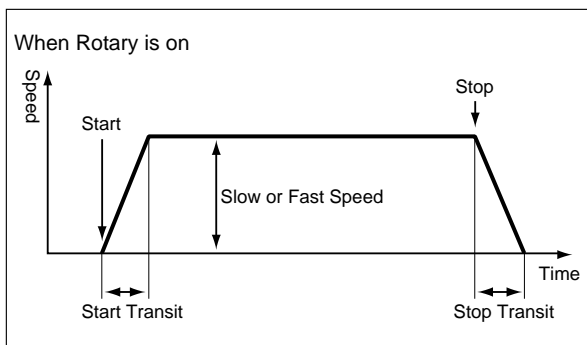 When Rotary is on
Speed
Stop
Start
Slow or Fast Speed
Time
Start Transit
Stop Transit